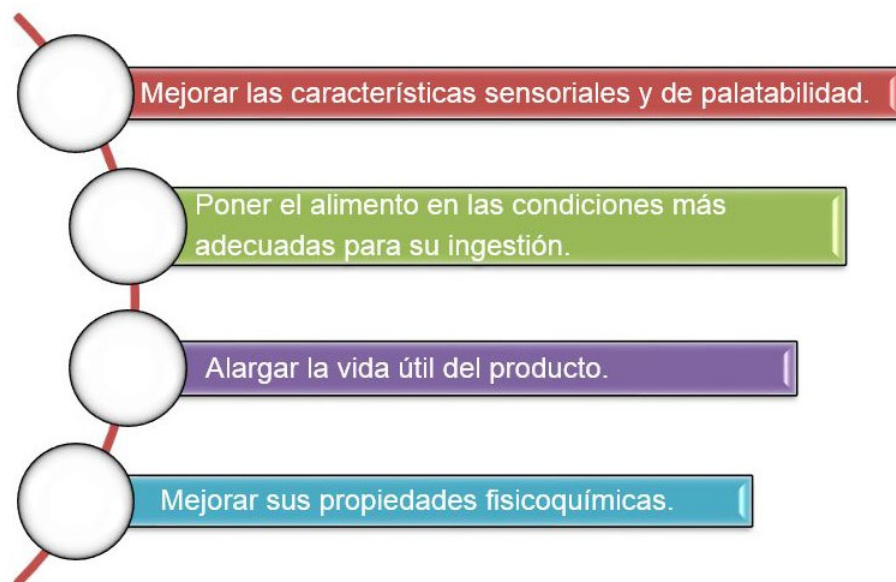 Mejorar las características sensoriales y de palatabilidad.
Poner el alimento en las condiciones más
adecuadas para su ingestión.
Alargar la vida útil del producto.
Mejorar sus propiedades fisicoquímicas.